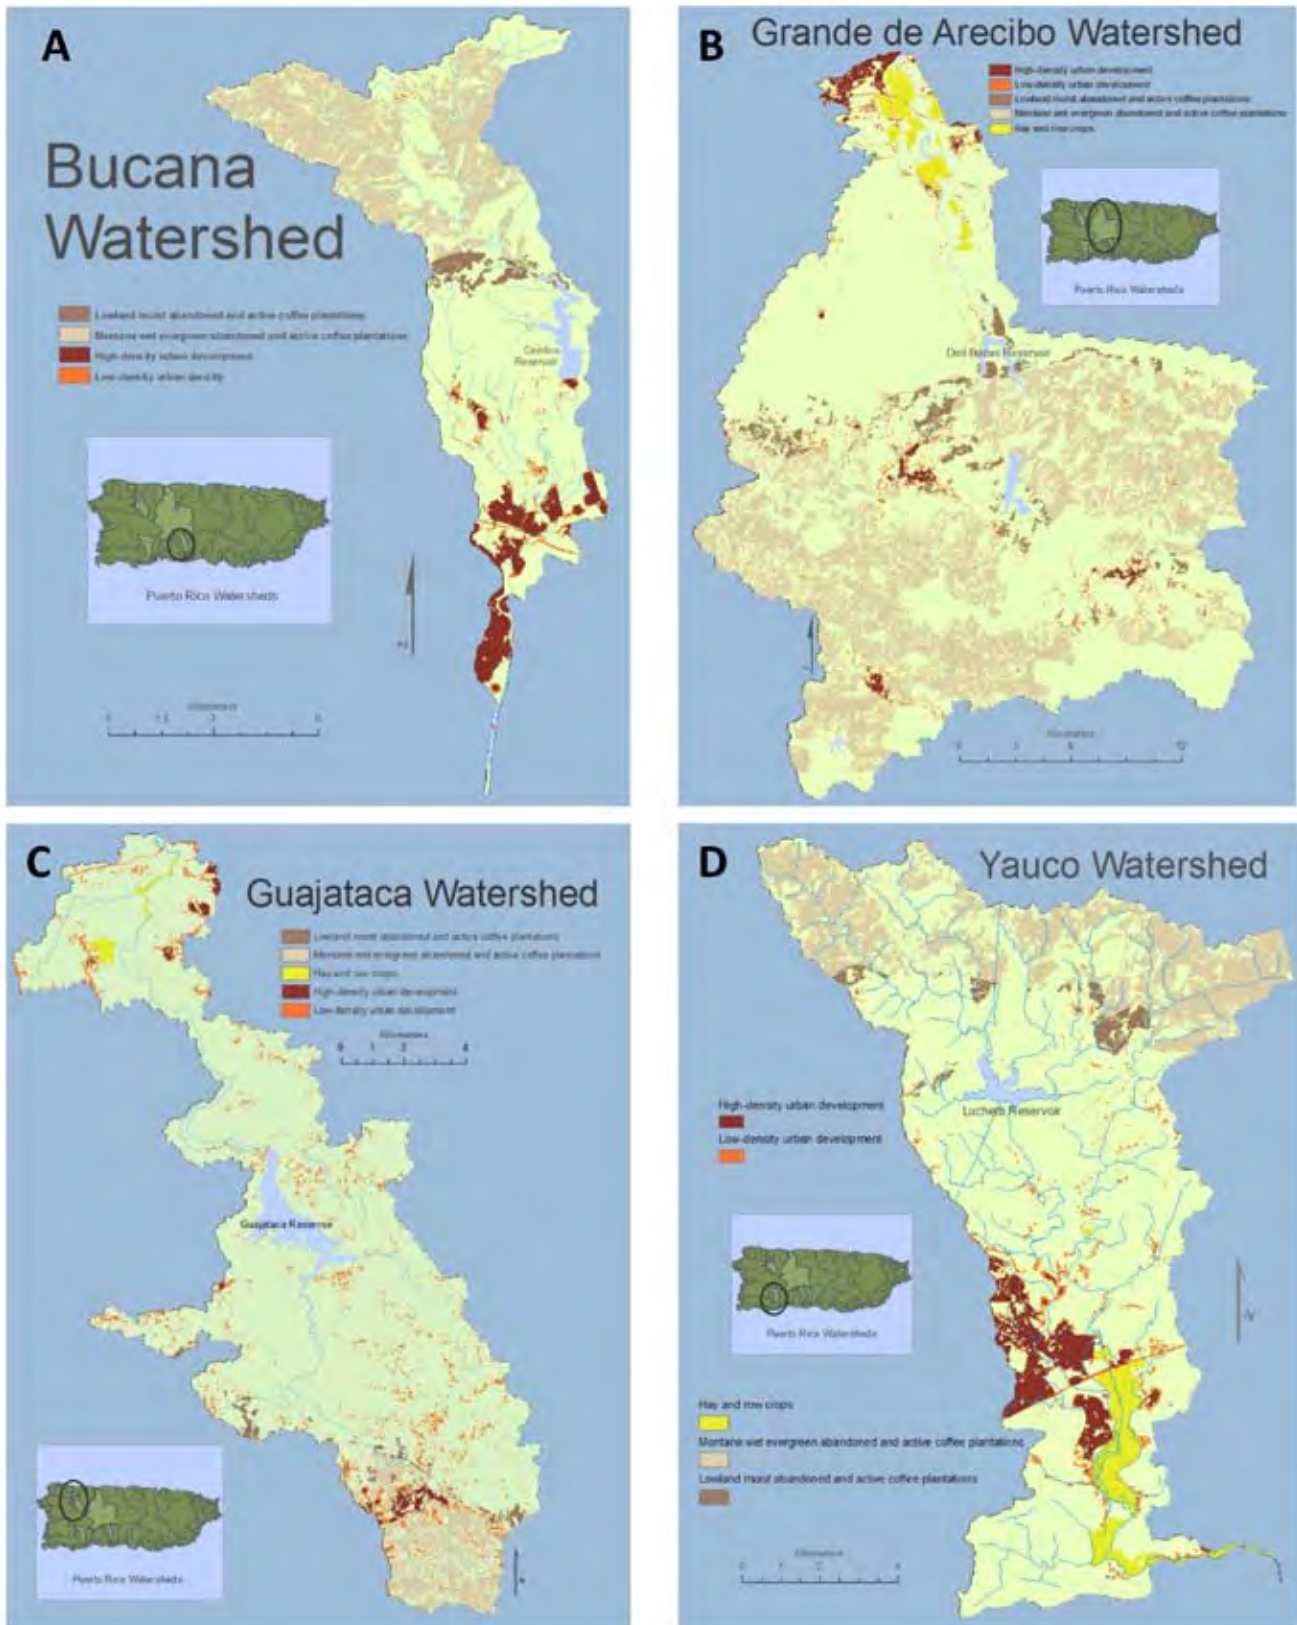 A
Bucana
Watershed
Lowland moist abandoned and active coffee plantations
Montane wet evergreen abandoned and active coffee plantations
High-density urban development
Low-density urban density
Cerrillos
Reservoir
Puerto Rico Watersheds
Kilometers
B
Grande de Arecibo Watershed
High-density urban development
Low-density urban development
Lowland moist abandoned and active coffee plantations
Montane wet evergreen abandoned and active coffee plantations
Hay and row crops
Puerto Rico Watersheds
Dos Bocas Reservoir
Kilometers
C
Guajataca Watershed
Lowland moist abandoned and active coffee plantations
Montane wet evergreen abandoned and active coffee plantations
Hay and row crops
High-density urban development
Low-density urban development
Kilometers
0 1 2 4
Guajataca Reservoir
Puerto Rico Watersheds
D
Yauco Watershed
High-density urban development
Low-density urban development
Luchetti Reservoir
Puerto Rico Watersheds
Hay and row crops
Montane wet evergreen abandoned and active coffee plantations
Lowland moist abandoned and active coffee plantations
Kilometers